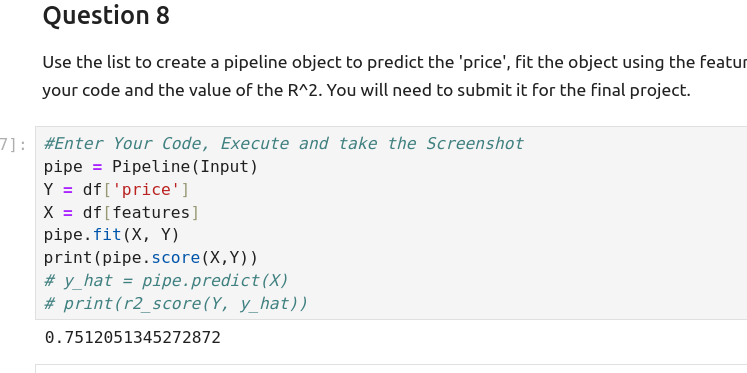 Question 8
Use the list to create a pipeline object to predict the 'price', fit the object using the featur
your code and the value of the R^2. You will need to submit it for the final project.
7]:
#Enter Your Code, Execute and take the Screenshot
pipe = Pipeline(Input)
Y = df['price']
X = df[features]
pipe.fit(X, Y)
print(pipe.score(X,Y))
# y_hat = pipe.predict(X)
# print(r2_score(Y, y_hat))
0.7512051345272872